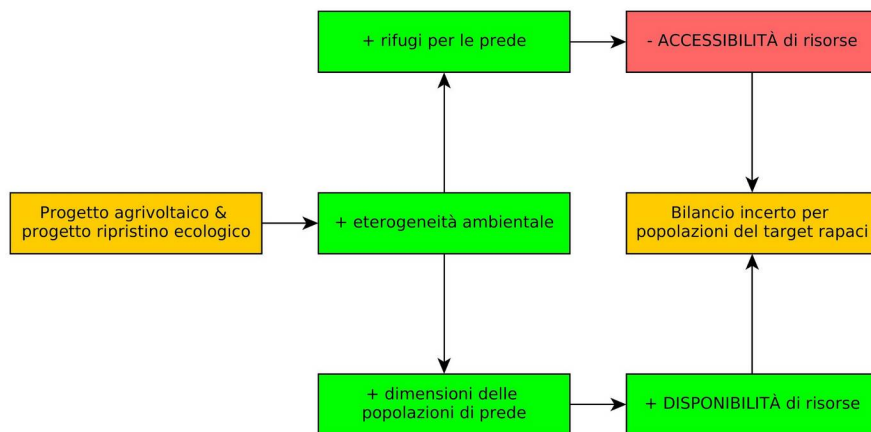 + rifugi per le prede
- ACCESSIBILITÀ di risorse
Progetto agrivoltaico &
progetto ripristino ecologico
+ eterogeneità ambientale
Bilancio incerto per
popolazioni del target rapaci
+ dimensioni delle
popolazioni di prede
+ DISPONIBILITÀ di risorse